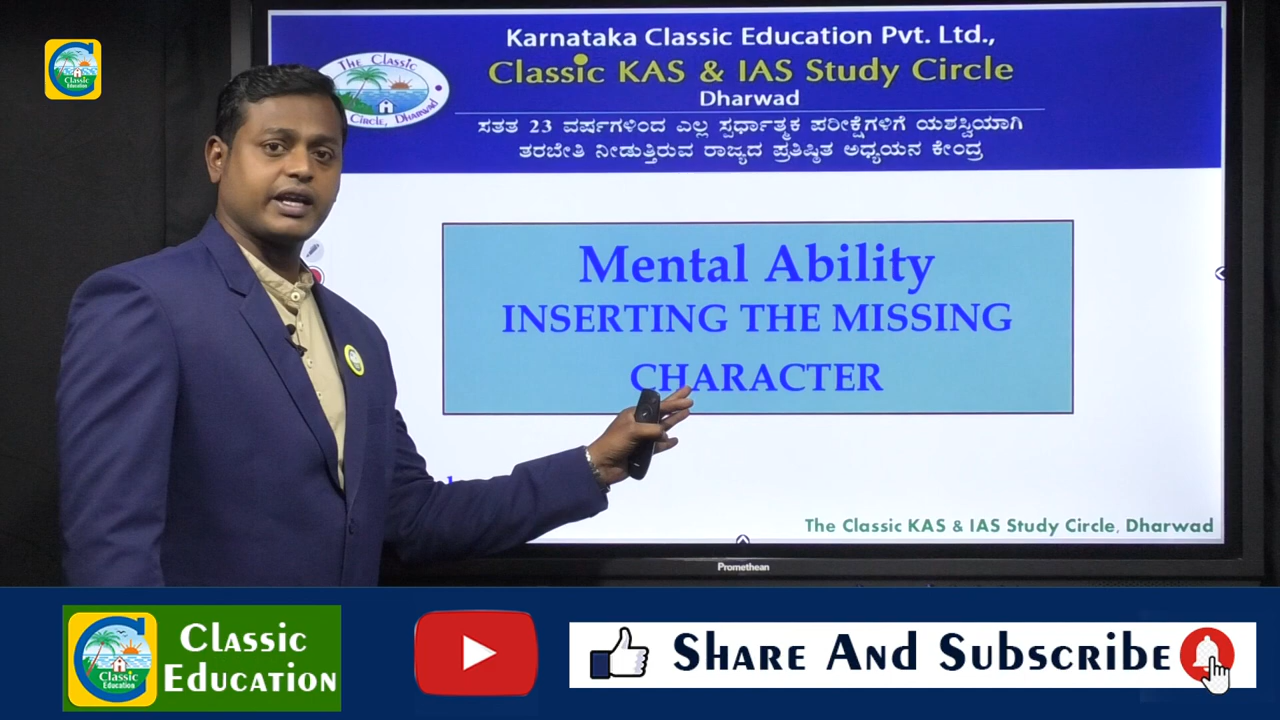 Karnataka Classic Education Pvt. Ltd.,
Classic KAS & IAS Study Circle
Dharwad
ಸತತ 23 ವರ್ಷಗಳಿಂದ ಎಲ್ಲ ಸ್ಪರ್ಧಾತ್ಮಕ ಪರೀಕ್ಷೆಗಳಿಗೆ ಯಶಸ್ವಿಯಾಗಿ
ತರಬೇತಿ ನೀಡುತ್ತಿರುವ ರಾಜ್ಯದ ಪ್ರತಿಷ್ಠಿತ ಅಧ್ಯಯನ ಕೇಂದ್ರ
The Classic
Circle, Dharwad
Classic
Education
Mental Ability
INSERTING THE MISSING
CHARACTER
The Classic KAS & IAS Study Circle, Dharwad
Promethean
Classic
Education
Classic
Education
Share And Subscribe